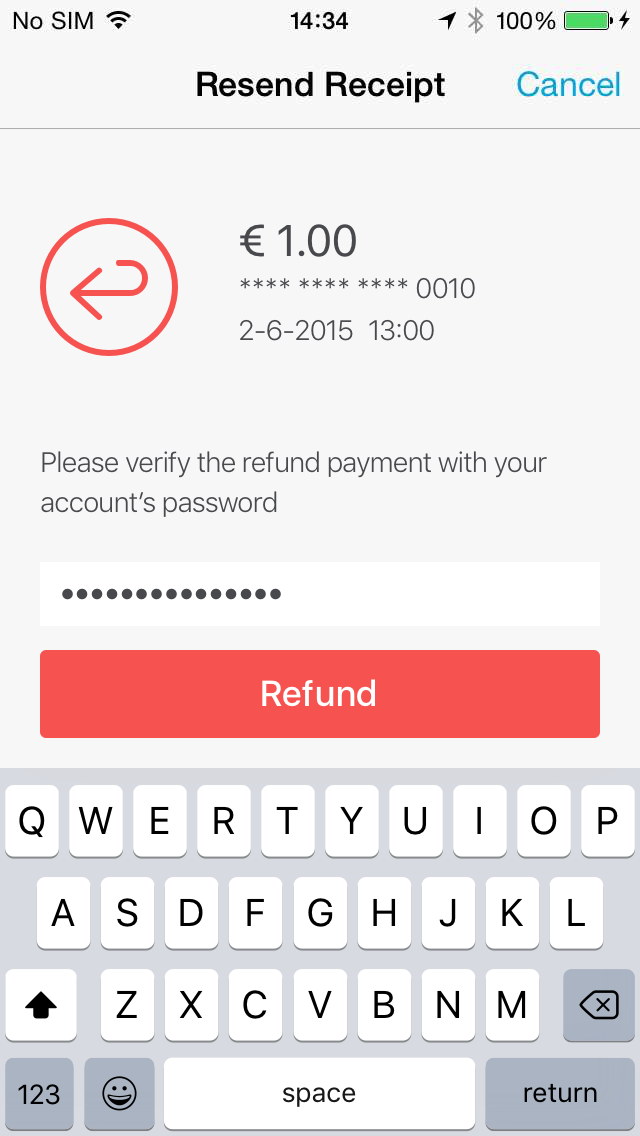 No SIM 14:34 100%
Resend Receipt Cancel
€ 1.00
**** **** **** 0010
2-6-2015 13:00
Please verify the refund payment with your
account’s password
•••••••••••••••
Refund
Q W E R T Y U I O P
A S D F G H J K L
Z X C V B N M
123 space return